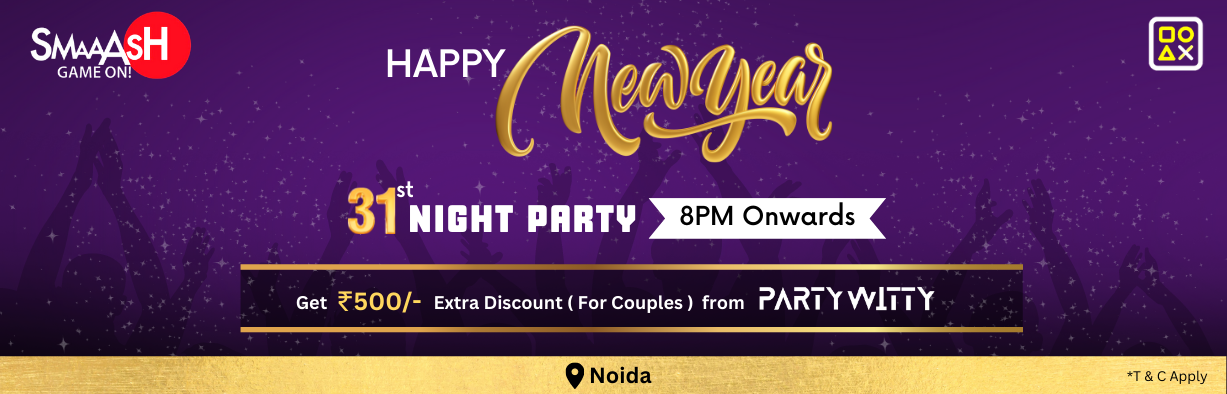 SMAAASH
GAME ON!
HAPPY New Year
31st NIGHT PARTY 8PM Onwards
Get ₹500/- Extra Discount ( For Couples ) from PARTYWITTY
Noida
*T & C Apply